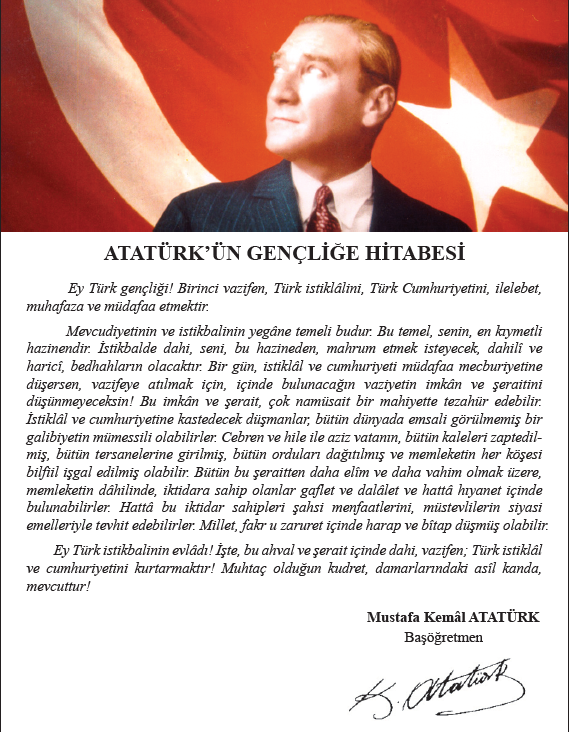 ATATÜRK’ÜN GENÇLİĞE HİTABESİ
Ey Türk gençliği! Birinci vazifen, Türk istiklâlini, Türk Cumhuriyetini, ilelebet,
muhafaza ve müdafaa etmektir.
Mevcudiyetinin ve istikbalinin yegâne temeli budur. Bu temel, senin, en kıymetli
hazinendir. İstikbalde dahi, seni, bu hazineden, mahrum etmek isteyecek, dahilî ve
haricî, bedhahların olacaktır. Bir gün, istiklâl ve cumhuriyeti müdafaa mecburiyetine
düşersen, vazifeye atılmak için, içinde bulunacağın vaziyetin imkân ve şeraitini
düşünmeyeceksin! Bu imkân ve şerait, çok namüsait bir mahiyette tezahür edebilir.
İstiklâl ve cumhuriyetine kastedecek düşmanlar, bütün dünyada emsali görülmemiş bir
galibiyetin mümessili olabilirler. Cebren ve hile ile aziz vatanın, bütün kaleleri zaptedil-
miş, bütün tersanelerine girilmiş, bütün orduları dağıtılmış ve memleketin her köşesi
bilfiil işgal edilmiş olabilir. Bütün bu şeraitten daha elîm ve daha vahim olmak üzere,
memleketin dâhilinde, iktidara sahip olanlar gaflet ve dalâlet ve hattâ hıyanet içinde
bulunabilirler. Hattâ bu iktidar sahipleri şahsi menfaatlerini, müstevlilerin siyasi
emelleriyle tevhit edebilirler. Millet, fakr u zaruret içinde harap ve bîtap düşmüş olabilir.
Ey Türk istikbalinin evlâdı! İşte, bu ahval ve şerait içinde dahi, vazifen; Türk istiklâl
ve cumhuriyetini kurtarmaktır! Muhtaç olduğun kudret, damarlarındaki asîl kanda,
mevcuttur!
Mustafa Kemâl ATATÜRK
Başöğretmen
K. Atatürk